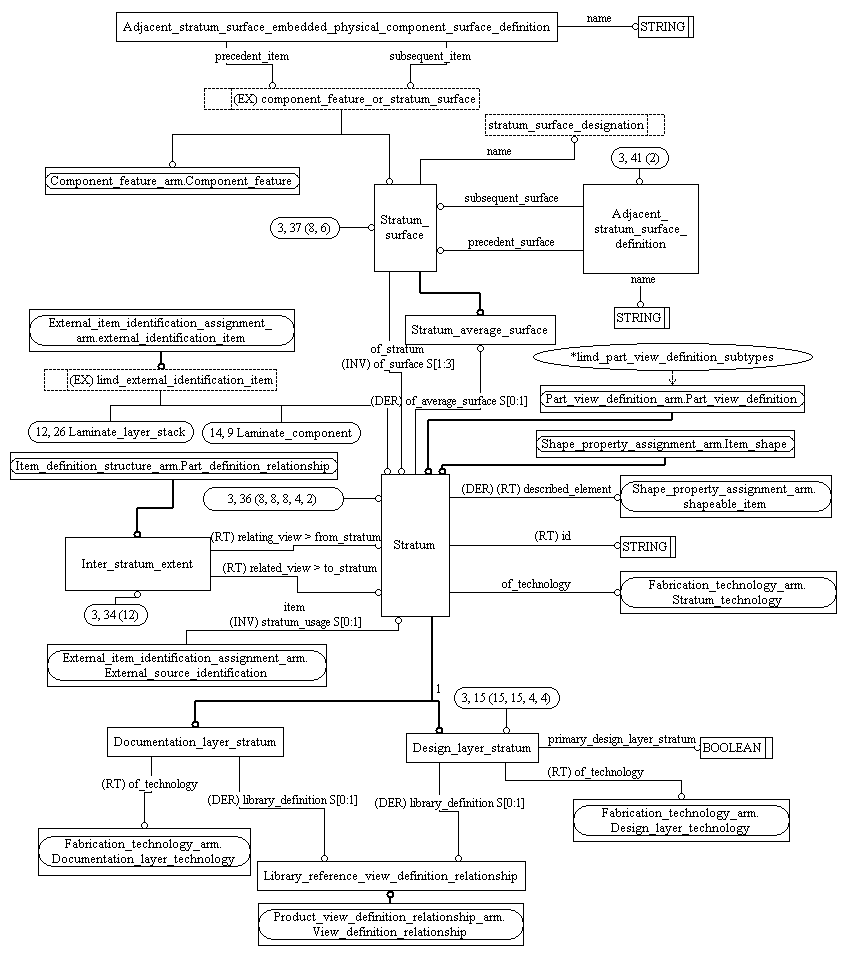 Adjacent_stratum_surface_embedded_physical_component_surface_definition
name
STRING
precedent_item
subsequent_item
(EX) component_feature_or_stratum_surface
stratum_surface_designation
name
3, 41 (2)
Component_feature_arm.Component_feature
Stratum_
surface
subsequent_surface
precedent_surface
Adjacent_
stratum_surface_
definition
3, 37 (8, 6)
name
STRING
External_item_identification_assignment_
arm.external_identification_item
Stratum_average_surface
of_stratum
(INV) of_surface S[1:3]
*limd_part_view_definition_subtypes
(EX) limd_external_identification_item
(DER) of_average_surface S[0:1]
Part_view_definition_arm.Part_view_definition
12, 26 Laminate_layer_stack
14, 9 Laminate_component
Shape_property_assignment_arm.Item_shape
Item_definition_structure_arm.Part_definition_relationship
3, 36 (8, 8, 8, 4, 2)
(DER) (RT) described_element
Shape_property_assignment_arm.
shapeable_item
Inter_stratum_extent
(RT) relating_view > from_stratum
(RT) related_view > to_stratum
Stratum
(RT) id
STRING
of_technology
Fabrication_technology_arm.
Stratum_technology
3, 34 (12)
item
(INV) stratum_usage S[0:1]
External_item_identification_assignment_arm.
External_source_identification
1
3, 15 (15, 15, 4, 4)
Documentation_layer_stratum
Design_layer_stratum
primary_design_layer_stratum
BOOLEAN
(RT) of_technology
(DER) library_definition S[0:1]
(DER) library_definition S[0:1]
(RT) of_technology
Fabrication_technology_arm.
Documentation_layer_technology
Fabrication_technology_arm.
Design_layer_technology
Library_reference_view_definition_relationship
Product_view_definition_relationship_arm.
View_definition_relationship